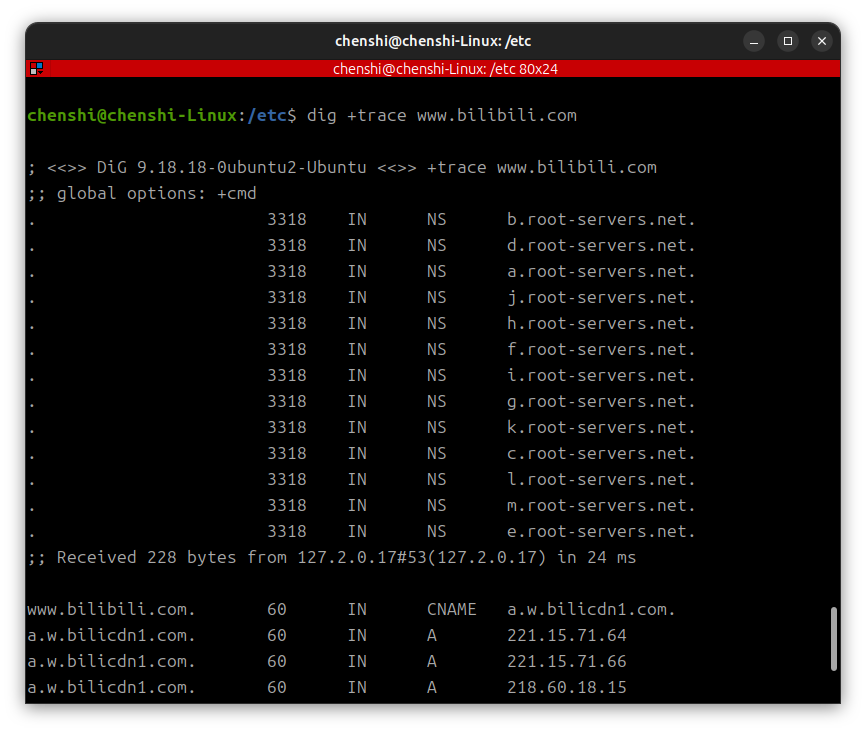 chenshi@chenshi-Linux: /etc
chenshi@chenshi-Linux: /etc 80x24
chenshi@chenshi-Linux:/etc$ dig +trace www.bilibili.com
; <<>> DiG 9.18.18-0ubuntu2-Ubuntu <<>> +trace www.bilibili.com
;; global options: +cmd
. 3318 IN NS b.root-servers.net.
. 3318 IN NS d.root-servers.net.
. 3318 IN NS a.root-servers.net.
. 3318 IN NS j.root-servers.net.
. 3318 IN NS h.root-servers.net.
. 3318 IN NS f.root-servers.net.
. 3318 IN NS i.root-servers.net.
. 3318 IN NS g.root-servers.net.
. 3318 IN NS k.root-servers.net.
. 3318 IN NS c.root-servers.net.
. 3318 IN NS l.root-servers.net.
. 3318 IN NS m.root-servers.net.
. 3318 IN NS e.root-servers.net.
;; Received 228 bytes from 127.2.0.17#53(127.2.0.17) in 24 ms
www.bilibili.com. 60 IN CNAME a.w.bilicdn1.com.
a.w.bilicdn1.com. 60 IN A 221.15.71.64
a.w.bilicdn1.com. 60 IN A 221.15.71.66
a.w.bilicdn1.com. 60 IN A 218.60.18.15